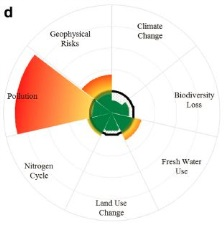 d
Geophysical
Risks
Climate
Change
Pollution
Biodiversity
Loss
Nitrogen
Cycle
Fresh Water
Use
Land Use
Change